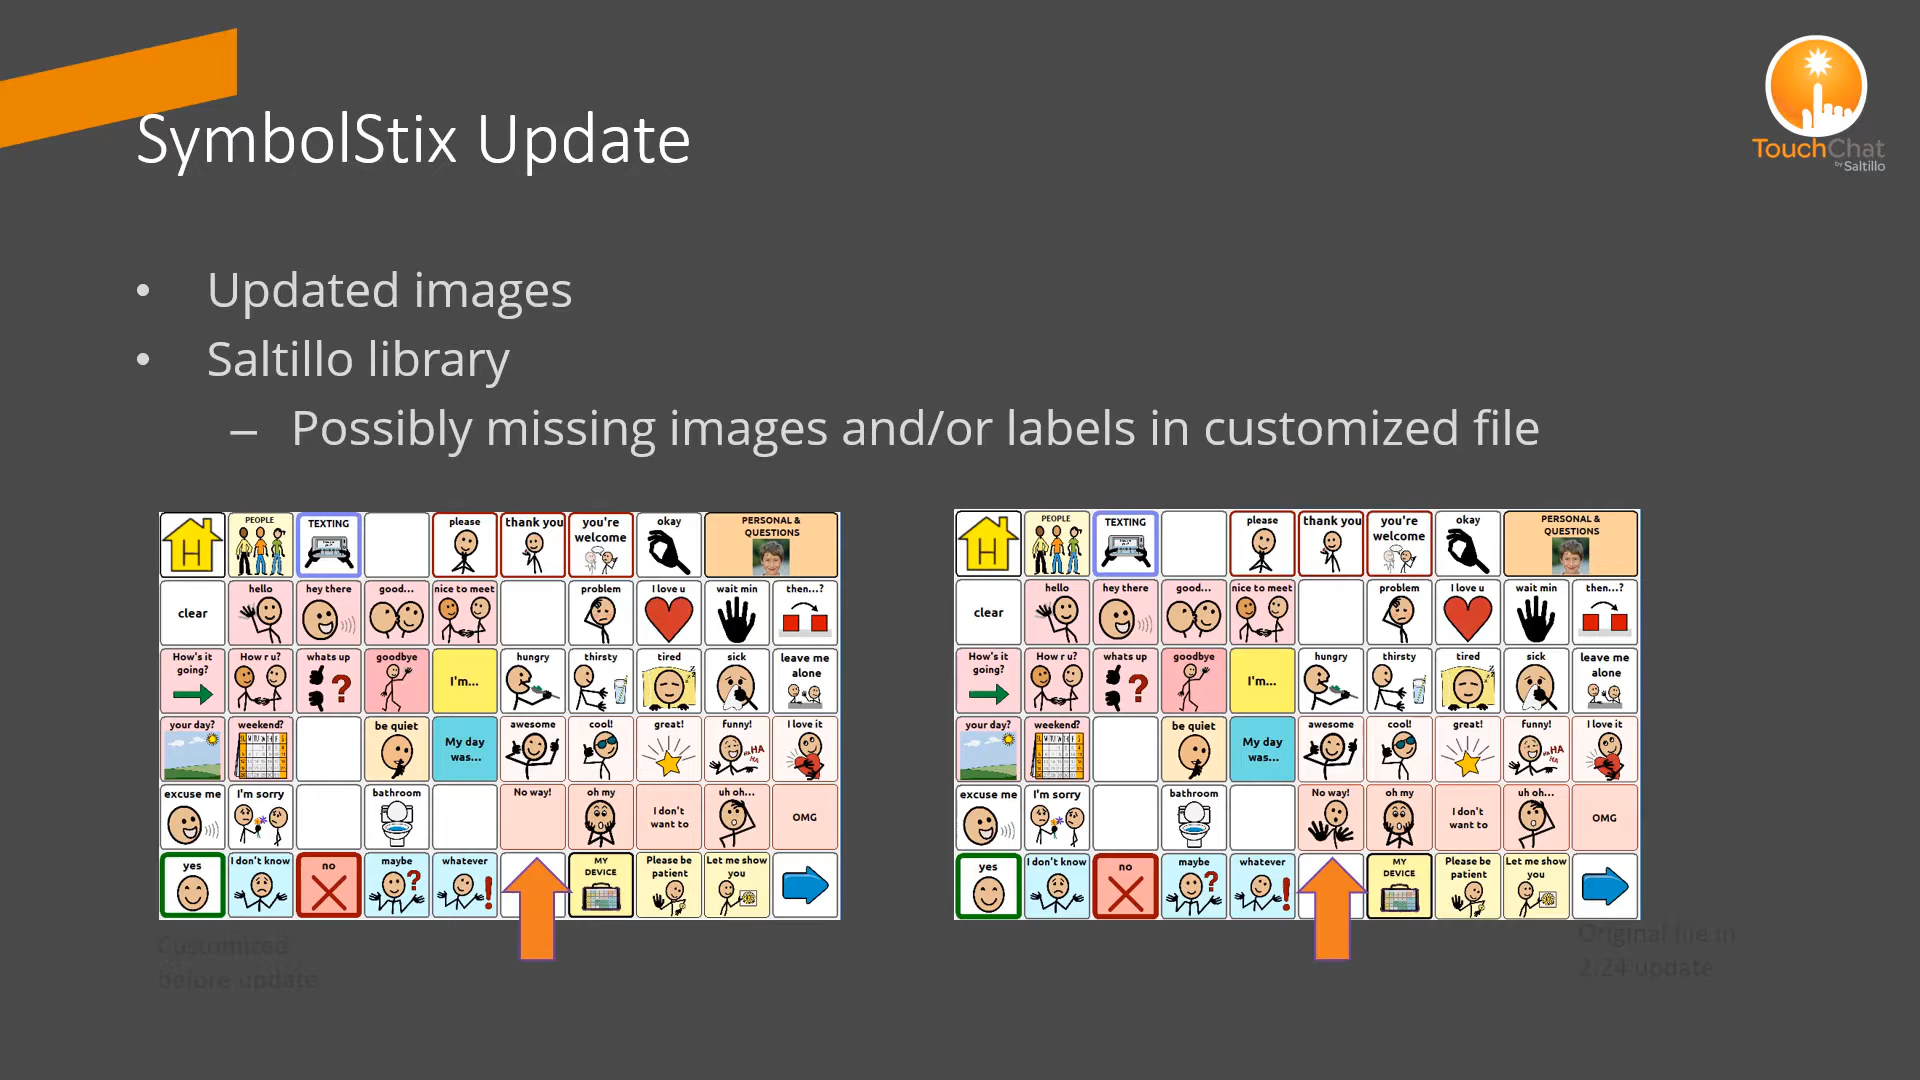 SymbolStix Update
TouchChat
by Saltillo
• Updated images
• Saltillo library
– Possibly missing images and/or labels in customized file
PEOPLE
TEXTING
please
thank you
you're
welcome
okay
PERSONAL &
QUESTIONS
clear
hello
hey there
good...
nice to meet
problem
I love u
wait min
then...?
How's it
going?
How r u?
whats up
goodbye
I'm...
hungry
thirsty
tired
sick
leave me
alone
your day?
weekend?
be quiet
My day
was...
awesome
cool!
great!
funny!
HA
HA
HA
I love it
excuse me
I'm sorry
bathroom
No way!
oh my
I don't
want to
uh oh...
OMG
yes
I don't know
no
maybe
whatever
MY
DEVICE
Please be
patient
Let me show
you
Customized
before update
PEOPLE
TEXTING
please
thank you
you're
welcome
okay
PERSONAL &
QUESTIONS
clear
hello
hey there
good...
nice to meet
problem
I love u
wait min
then...?
How's it
going?
How r u?
whats up
goodbye
I'm...
hungry
thirsty
tired
sick
leave me
alone
your day?
weekend?
be quiet
My day
was...
awesome
cool!
great!
funny!
HA
HA
HA
I love it
excuse me
I'm sorry
bathroom
No way!
oh my
I don't
want to
uh oh...
OMG
yes
I don't know
no
maybe
whatever
MY
DEVICE
Please be
patient
Let me show
you
Original file in
2.24 update